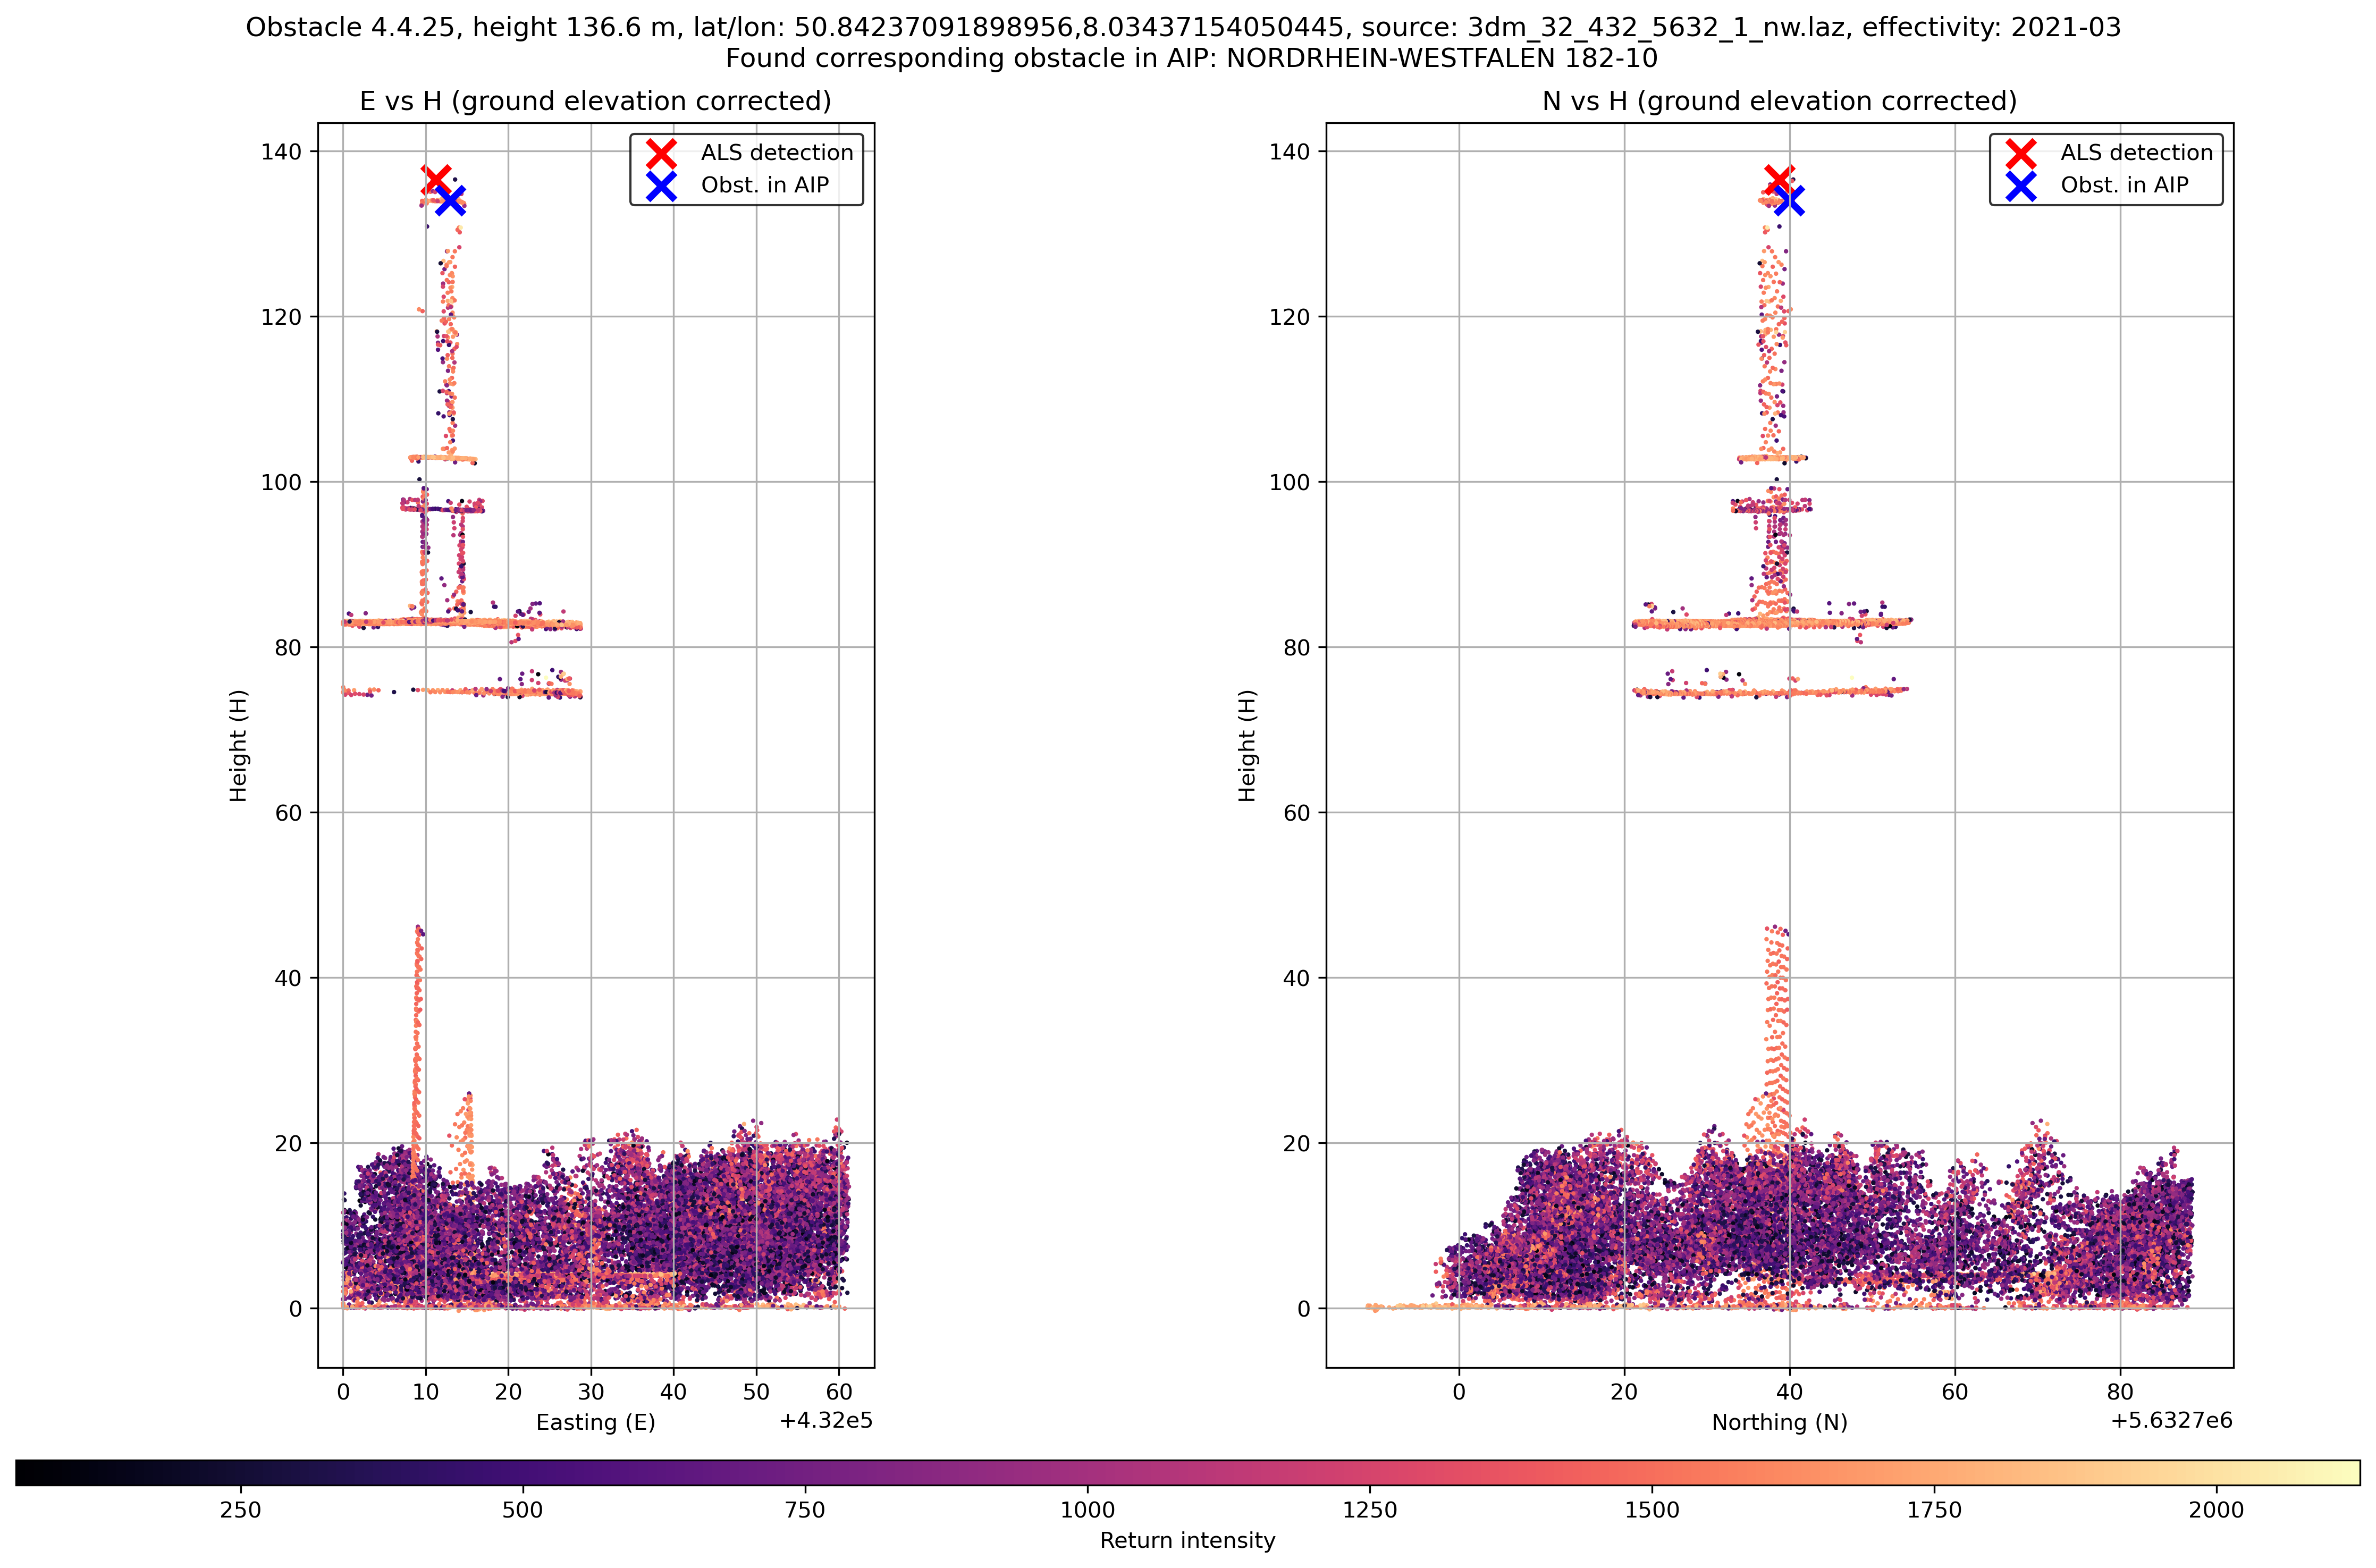 Obstacle 4.4.25, height 136.6 m, lat/lon: 50.84237091898956,8.03437154050445, source: 3dm_32_432_5632_1_nw.laz, effectivity: 2021-03
Found corresponding obstacle in AIP: NORDRHEIN-WESTFALEN 182-10
E vs H (ground elevation corrected)
ALS detection
Obst. in AIP
140
120
100
80
60
40
20
0
Height (H)
0 10 20 30 40 50 60
Easting (E)
+4.32e5
N vs H (ground elevation corrected)
ALS detection
Obst. in AIP
140
120
100
80
60
40
20
0
Height (H)
0 20 40 60 80
Northing (N)
+5.6327e6
250 500 750 1000 1250 1500 1750 2000
Return intensity